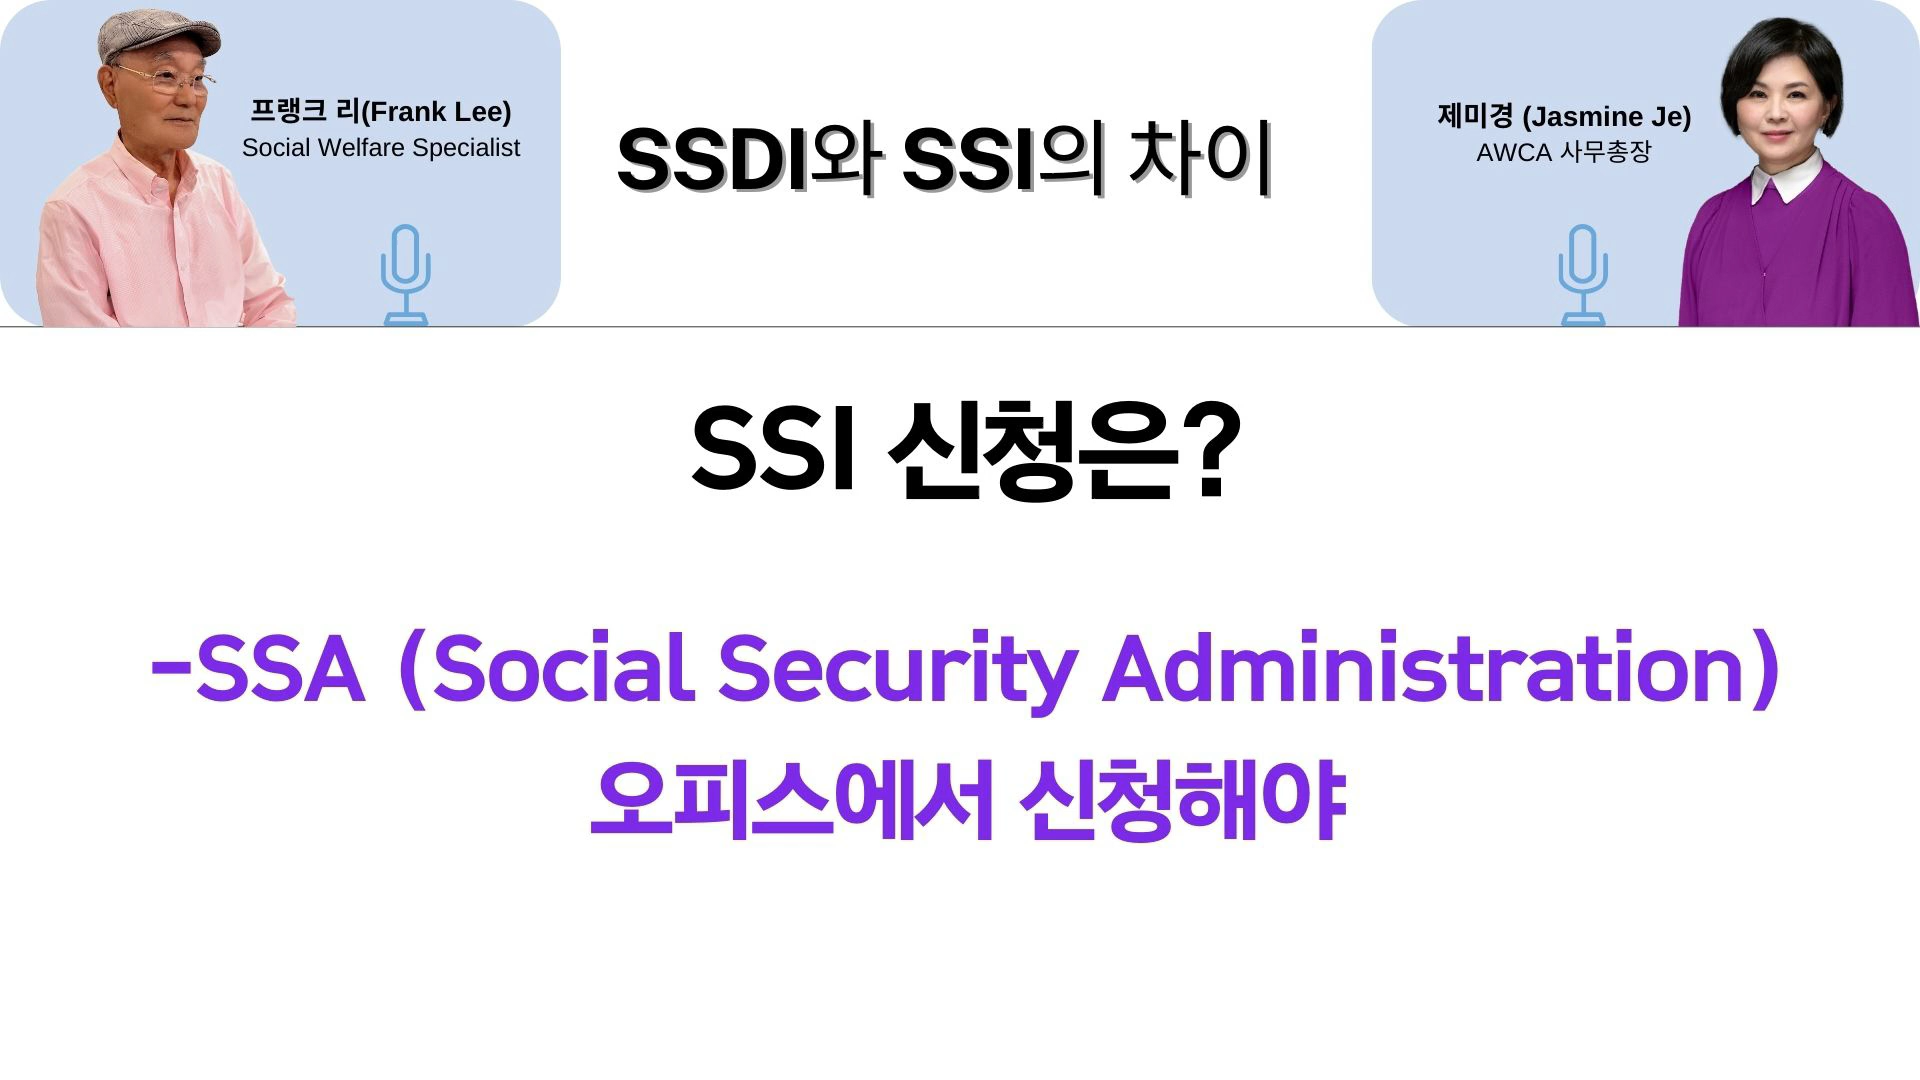 프랭크 리(Frank Lee)
Social Welfare Specialist
SSDI와 SSI의 차이
제미경 (Jasmine Je)
AWCA 사무총장
SSI 신청은?
-SSA (Social Security Administration)
오피스에서 신청해야